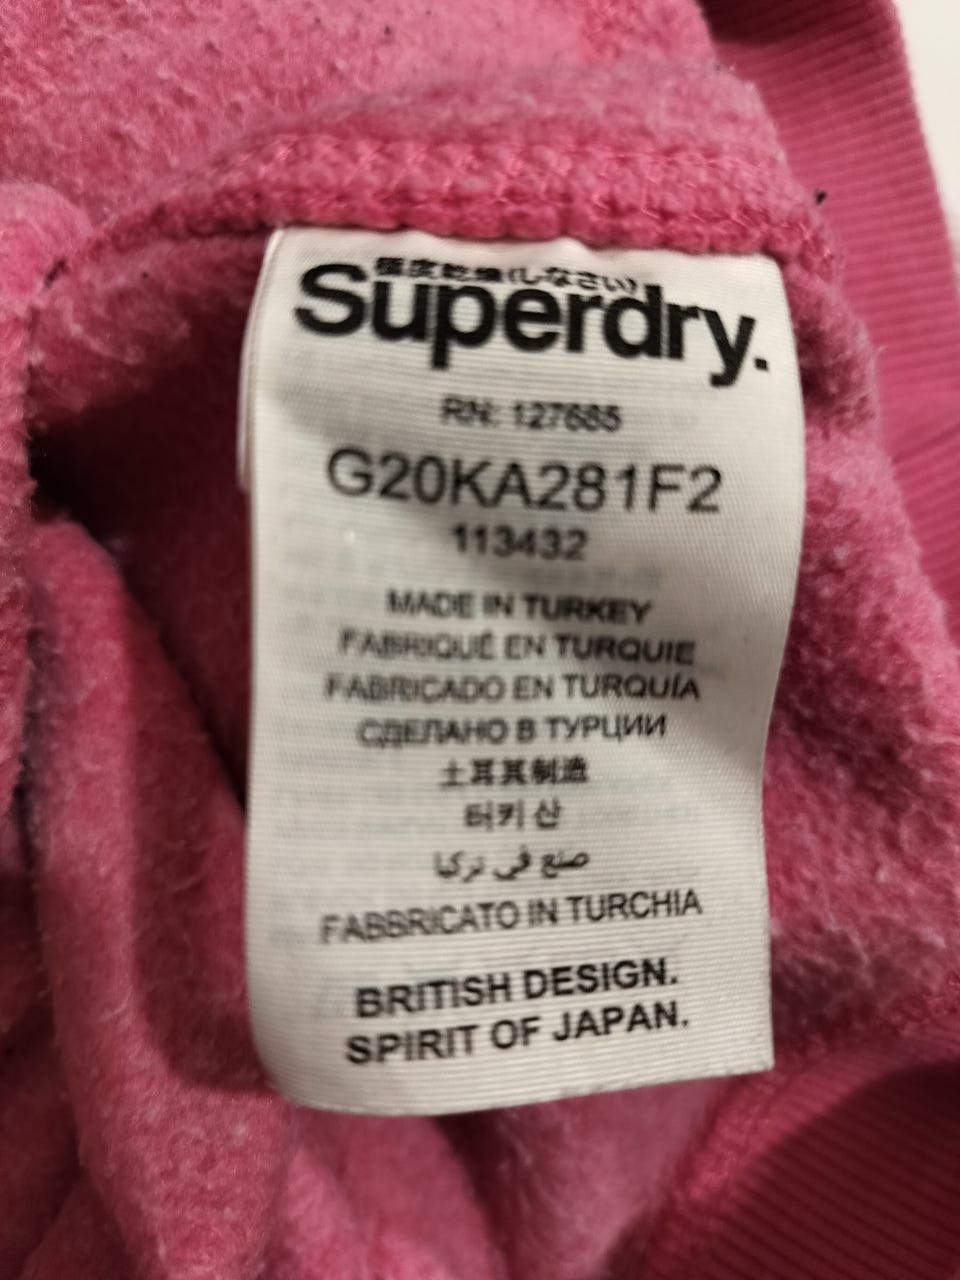 極度乾燥(しなさい)
Superdry.
RN: 127685
G20KA281F2
113432
MADE IN TURKEY
FABRIQUÉ EN TURQUIE
FABRICADO EN TURQUÍA
СДЕЛАНО В ТУРЦИИ
土耳其制造
터키 산
صنع في تركيا
FABBRICATO IN TURCHIA
BRITISH DESIGN.
SPIRIT OF JAPAN.